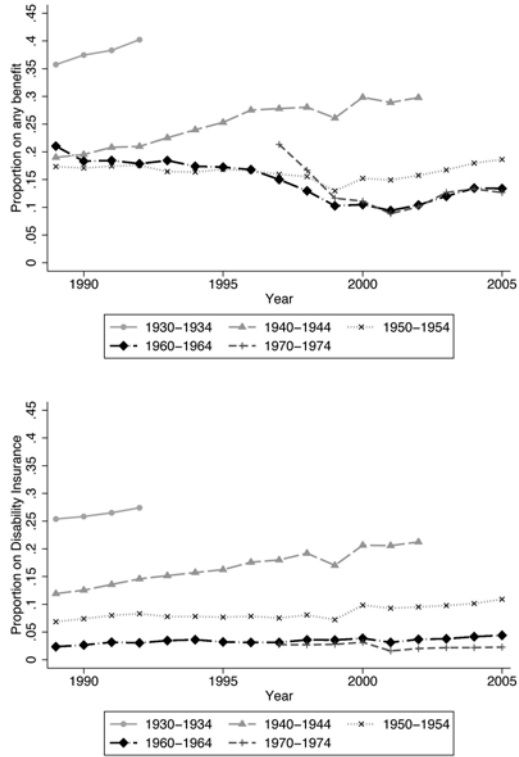 Proportion on any benefit
.45
.4
.35
.3
.25
.2
.15
.1
.05
0
1990 1995 2000 2005
Year
1930−1934 1940−1944 1950−1954
1960−1964 1970−1974
Proportion on Disability Insurance
.45
.4
.35
.3
.25
.2
.15
.1
.05
0
1990 1995 2000 2005
Year
1930−1934 1940−1944 1950−1954
1960−1964 1970−1974